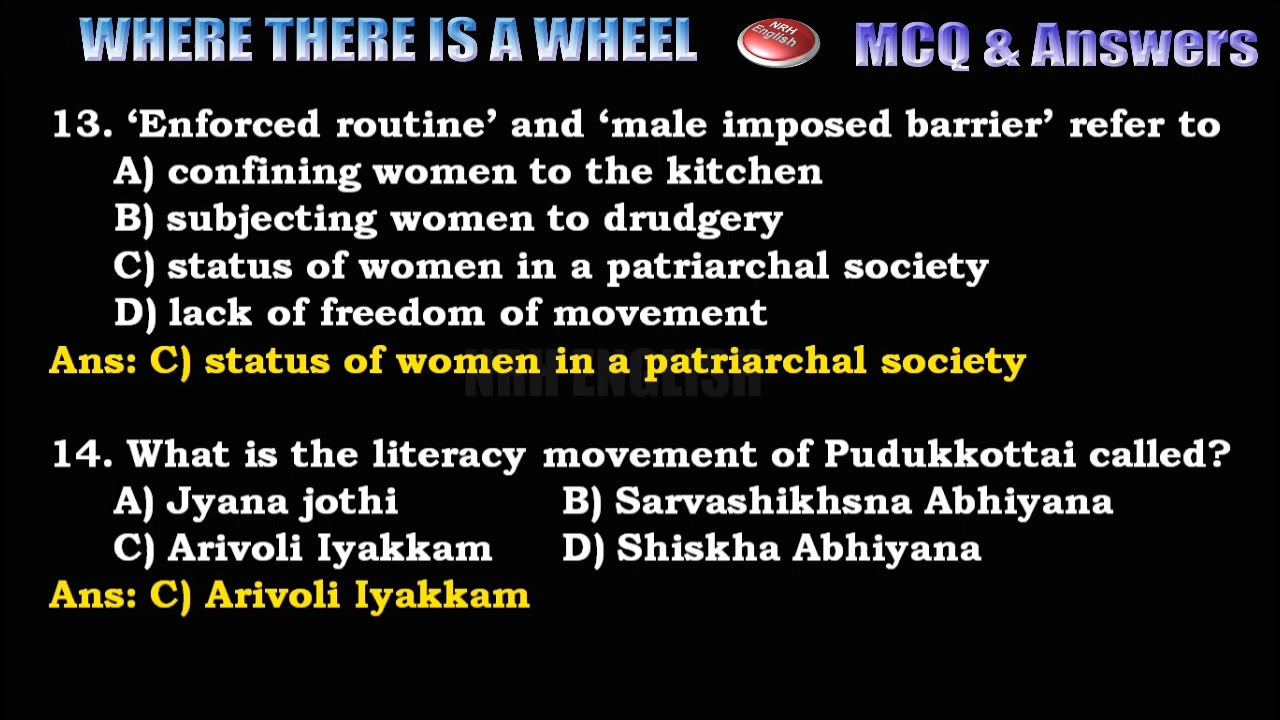 WHERE THERE IS A WHEEL
NRH English
MCQ & Answers
13. ‘Enforced routine’ and ‘male imposed barrier’ refer to
A) confining women to the kitchen
B) subjecting women to drudgery
C) status of women in a patriarchal society
D) lack of freedom of movement
Ans: C) status of women in a patriarchal society
NRH ENGLISH
14. What is the literacy movement of Pudukkottai called?
A) Jyana jothi B) Sarvashikhsna Abhiyana
C) Arivoli Iyakkam D) Shiskha Abhiyana
Ans: C) Arivoli Iyakkam